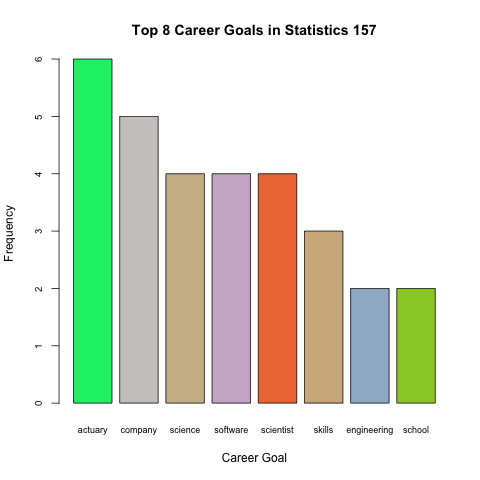 Top 8 Career Goals in Statistics 157
Frequency
6
5
4
3
2
1
0
actuary company science software scientist skills engineering school
Career Goal